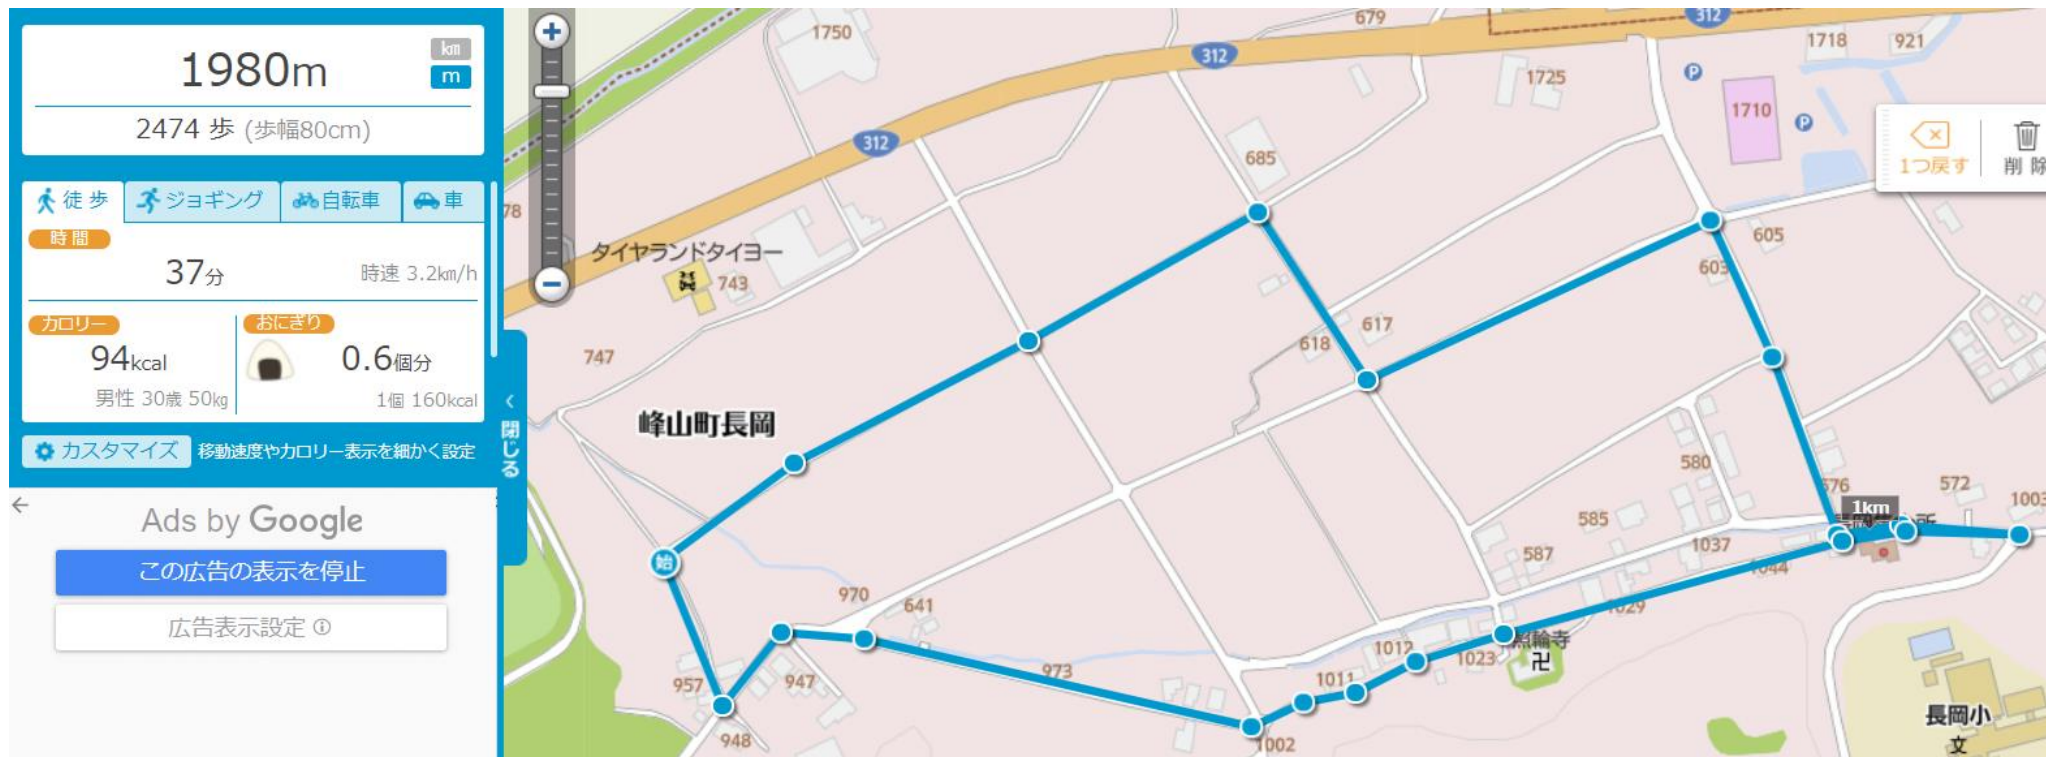 1980m
km
m
2474 歩 (歩幅80cm)
徒歩
ジョギング
自転車
車
時間
37分
時速 3.2km/h
カロリー
94kcal
男性 30歳 50kg
おにぎり
0.6個分
1個 160kcal
カスタマイズ
移動速度やカロリー表示を細かく設定
Ads by Google
この広告の表示を停止
広告表示設定
閉じる
1750
679
312
312
312
1718
921
1725
1710
P
P
1つ戻す
削除
685
78
タイヤランドタイヨー
743
605
603
617
618
747
峰山町長岡
580
576
572
1003
1km
585
587
1037
1044
始
970
641
1029
照輪寺
卍
1012
1023
973
1011
957
947
948
1002
長岡小
文